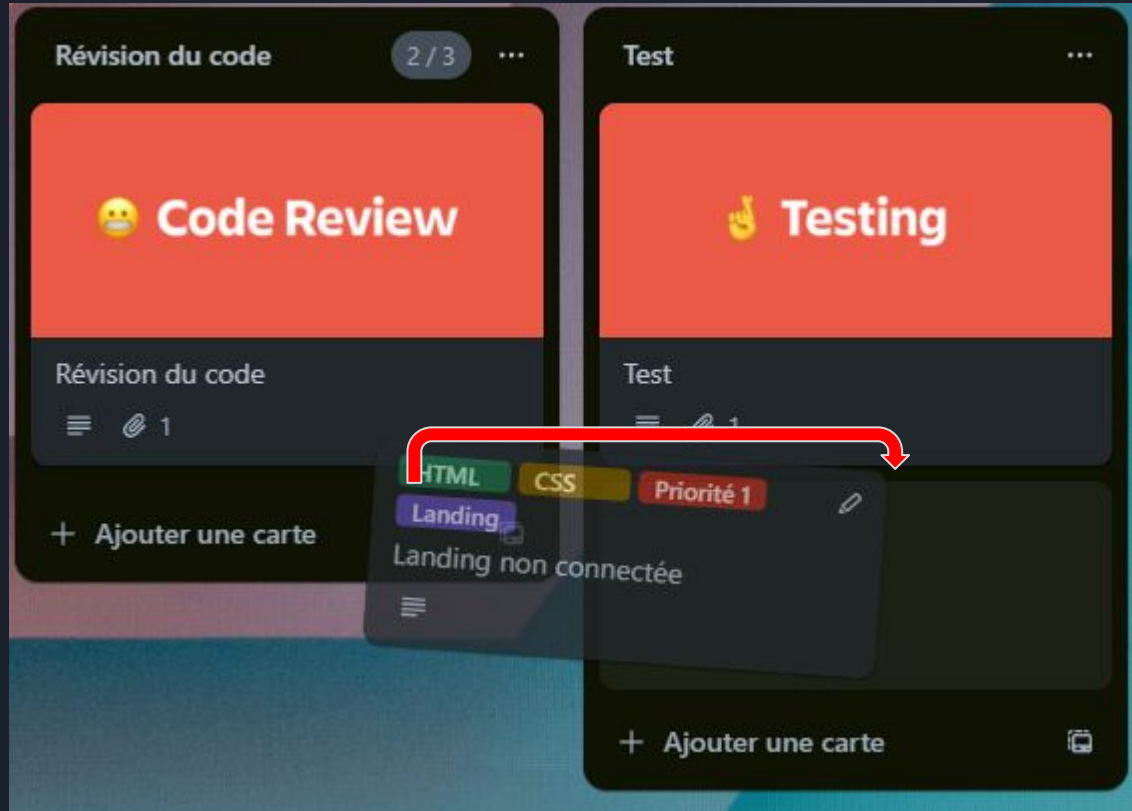 Révision du code
2 / 3
😬 Code Review
Révision du code
1
+ Ajouter une carte
Test
🤞 Testing
Test
1
HTML CSS Priorité 1
Landing
Landing non connectée
+ Ajouter une carte